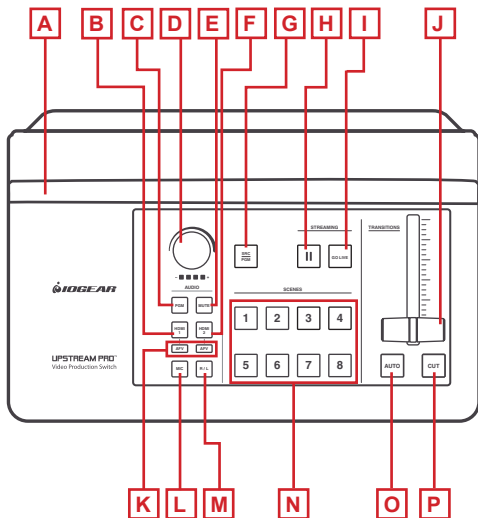 A B C D E F G H I J
STREAMING TRANSITIONS
SRC
PGM
II GO LIVE
- +
AUDIO
SCENES
PGM MUTE
IOGEAR
HDMI
1
HDMI
2
1 2 3 4
AFV AFV
UPSTREAM PRO™
Video Production Switch
MIC R / L
5 6 7 8
AUTO CUT
K L M N O P